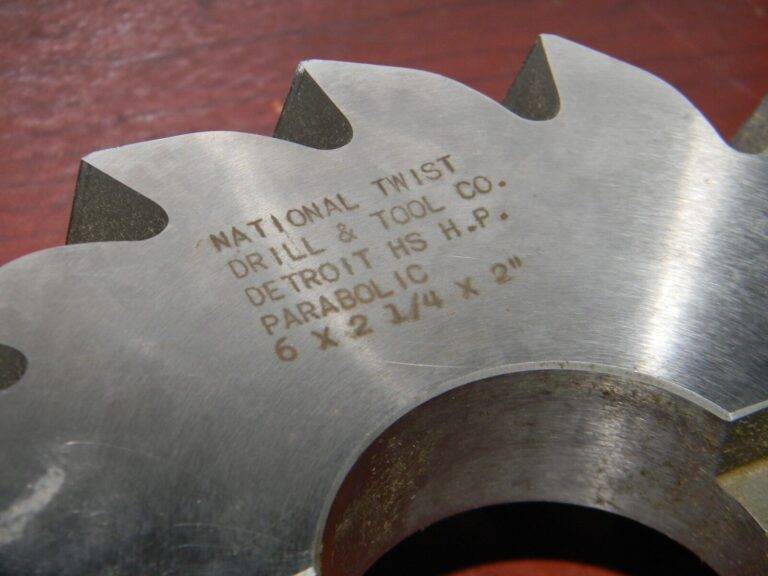 NATIONAL TWIST
DRILL & TOOL CO.
DETROIT HS H.P.
PARABOLIC
6 X 2 1/4 X 2"